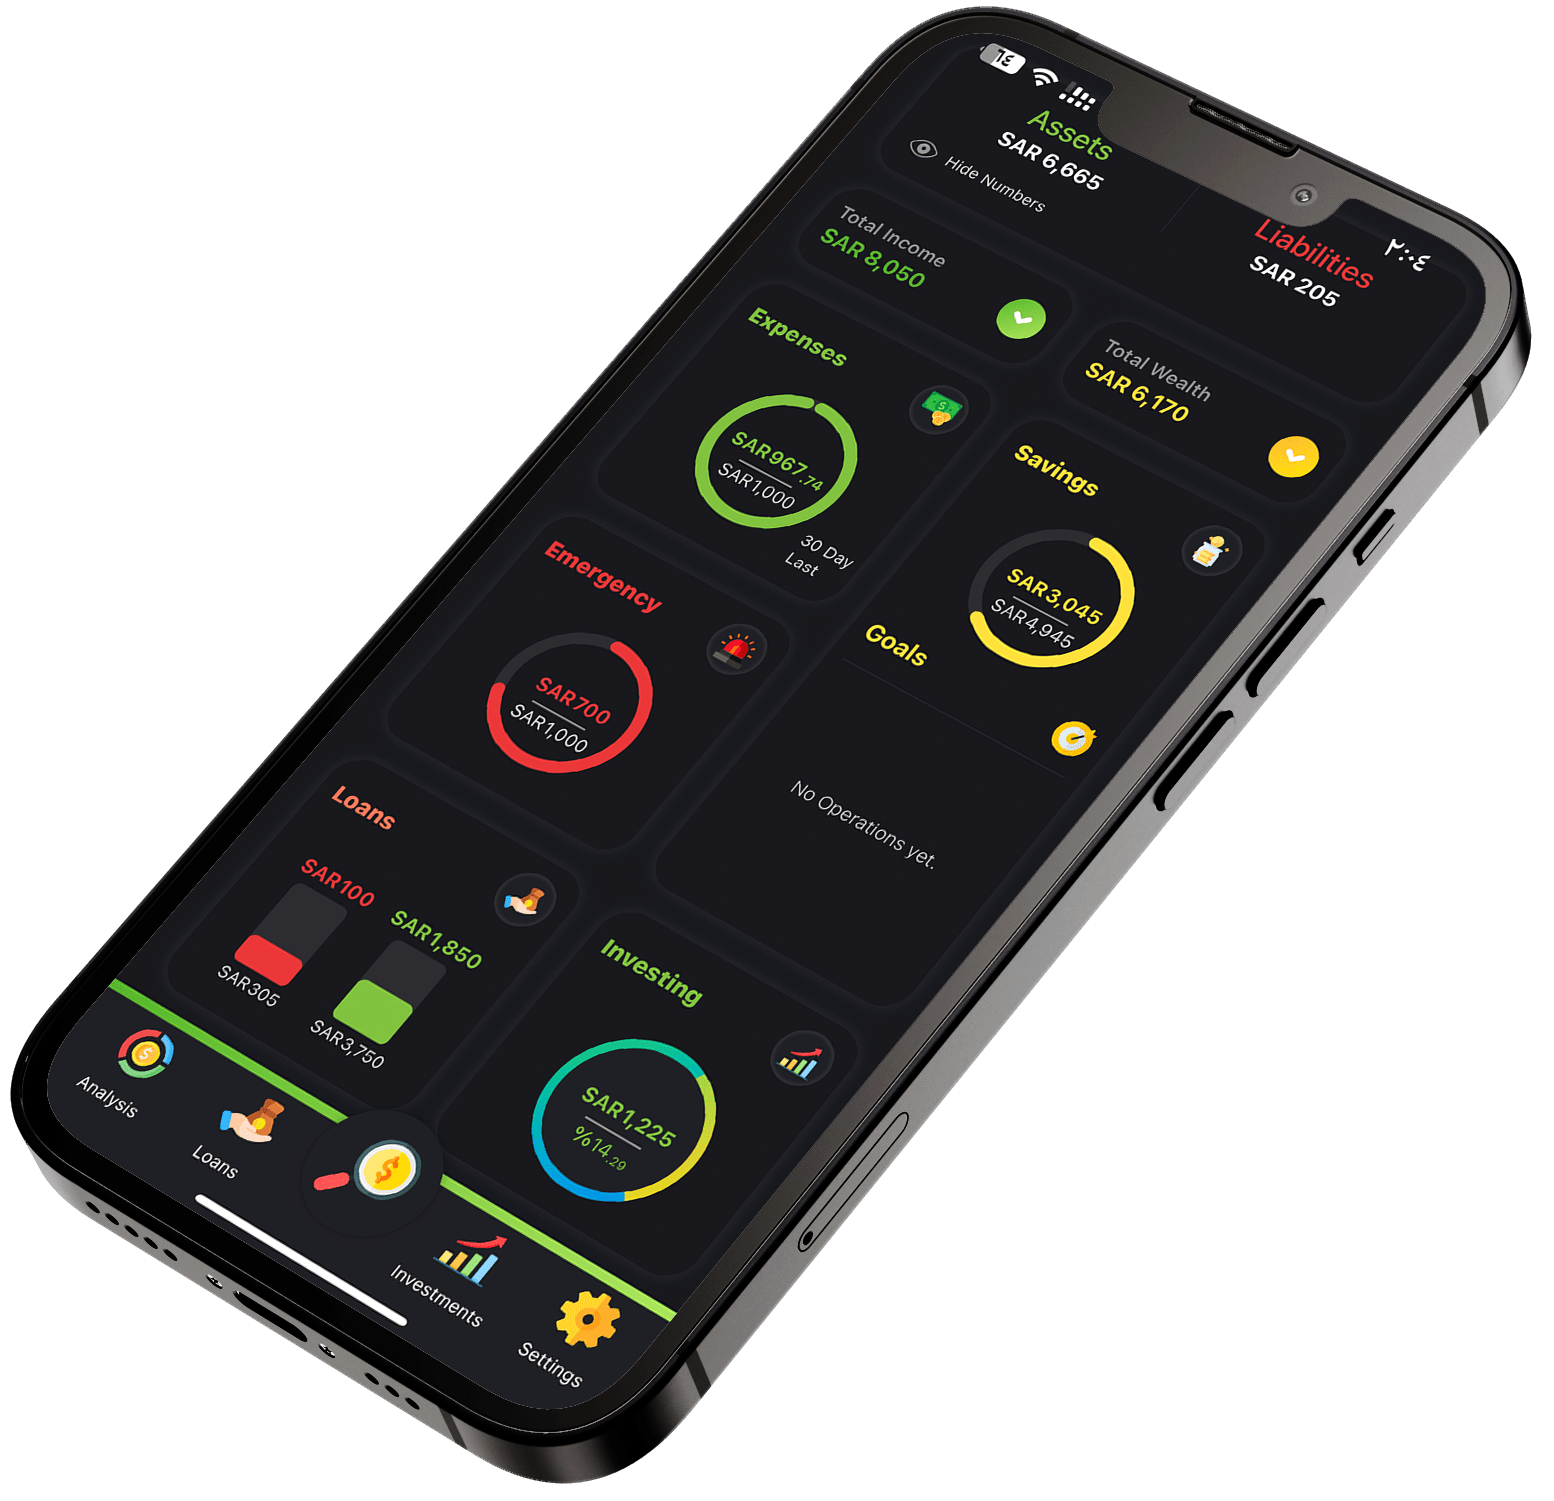 ٦٤
٢:٠٤
Assets
SAR 6,665
Hide Numbers
Liabilities
SAR 205
Total Income
SAR 8,050
Total Wealth
SAR 6,170
Expenses
SAR967.74
SAR1,000
30 Day
Last
Savings
SAR3,045
SAR4,945
Emergency
SAR700
SAR1,000
Goals
No Operations yet.
Loans
SAR100
SAR305
SAR1,850
SAR3,750
Investing
SAR1,225
%14.29
Analysis
Loans
Investments
Settings